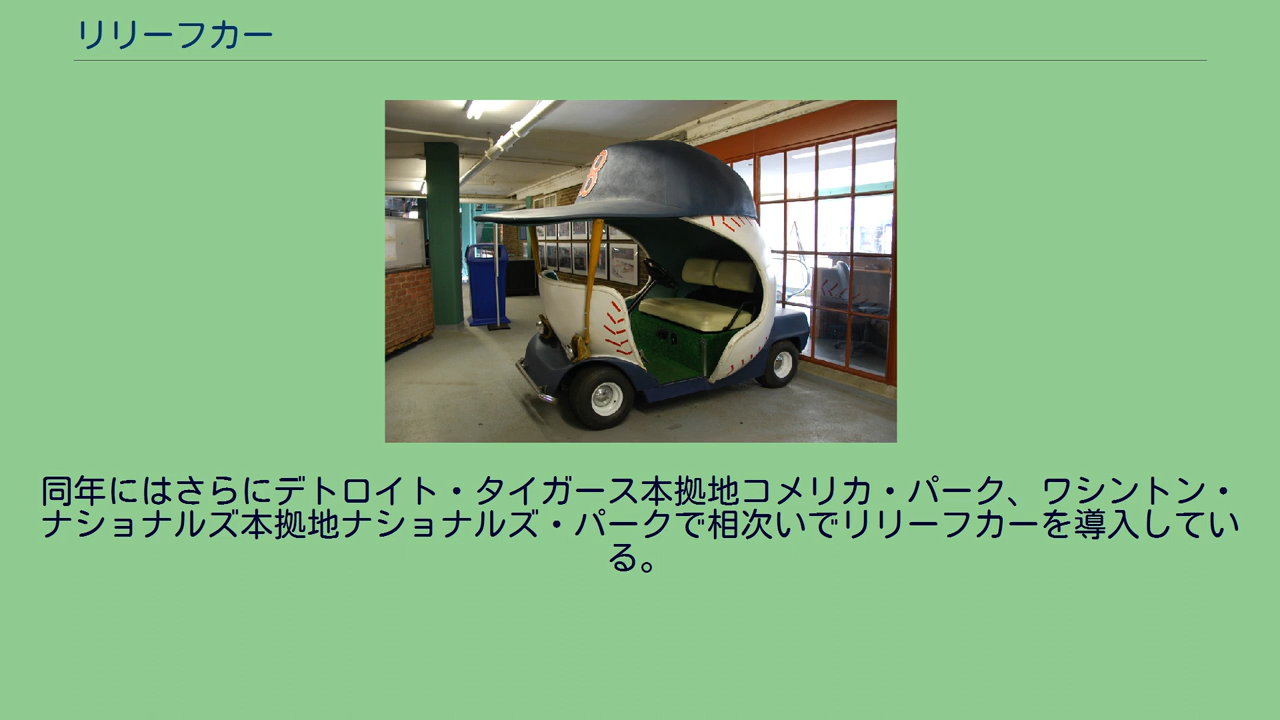 リリーフカー
B
同年にはさらにデトロイト・タイガース本拠地コメリカ・パーク、ワシントン・
ナショナルズ本拠地ナショナルズ・パークで相次いでリリーフカーを導入してい
る。